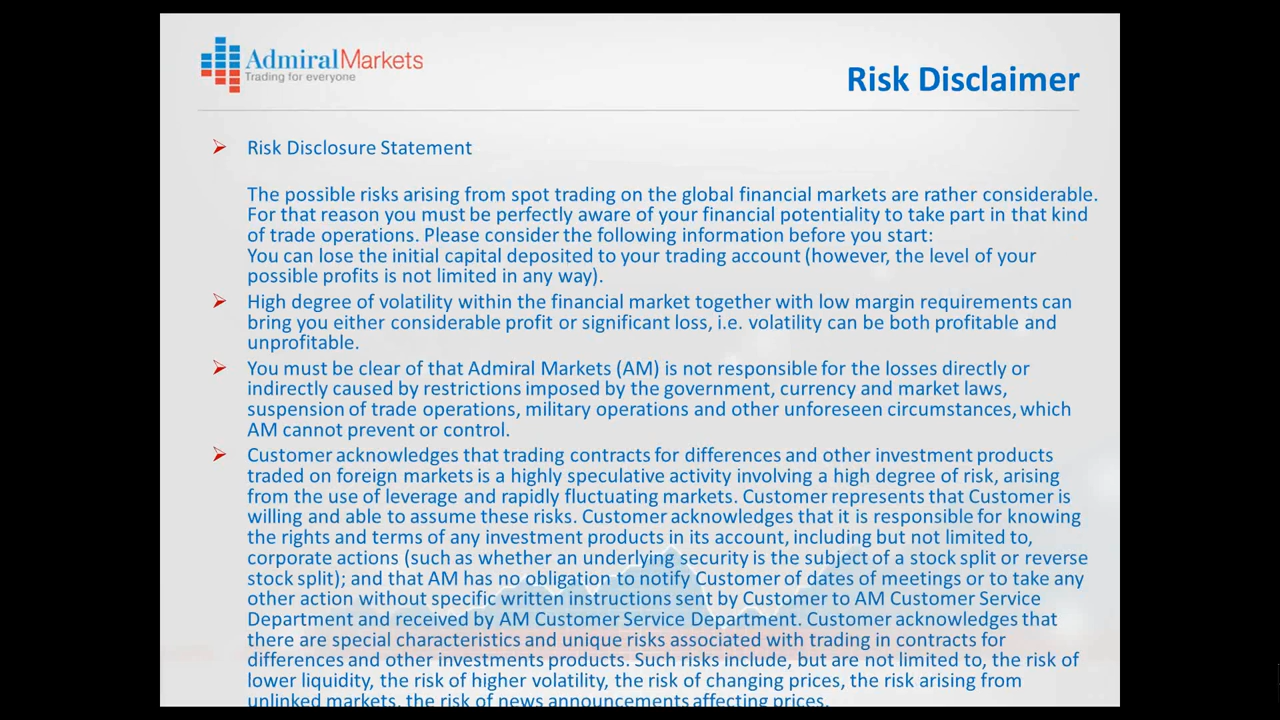 AdmiralMarkets
Trading for everyone
Risk Disclaimer
Risk Disclosure Statement
The possible risks arising from spot trading on the global financial markets are rather considerable.
For that reason you must be perfectly aware of your financial potentiality to take part in that kind
of trade operations. Please consider the following information before you start:
You can lose the initial capital deposited to your trading account (however, the level of your
possible profits is not limited in any way).
High degree of volatility within the financial market together with low margin requirements can
bring you either considerable profit or significant loss, i.e. volatility can be both profitable and
unprofitable.
You must be clear of that Admiral Markets (AM) is not responsible for the losses directly or
indirectly caused by restrictions imposed by the government, currency and market laws,
suspension of trade operations, military operations and other unforeseen circumstances, which
AM cannot prevent or control.
Customer acknowledges that trading contracts for differences and other investment products
traded on foreign markets is a highly speculative activity involving a high degree of risk, arising
from the use of leverage and rapidly fluctuating markets. Customer represents that Customer is
willing and able to assume these risks. Customer acknowledges that it is responsible for knowing
the rights and terms of any investment products in its account, including but not limited to,
corporate actions (such as whether an underlying security is the subject of a stock split or reverse
stock split); and that AM has no obligation to notify Customer of dates of meetings or to take any
other action without specific written instructions sent by Customer to AM Customer Service
Department and received by AM Customer Service Department. Customer acknowledges that
there are special characteristics and unique risks associated with trading in contracts for
differences and other investments products. Such risks include, but are not limited to, the risk of
lower liquidity, the risk of higher volatility, the risk of changing prices, the risk arising from
unlinked markets, the risk of news announcements affecting prices.